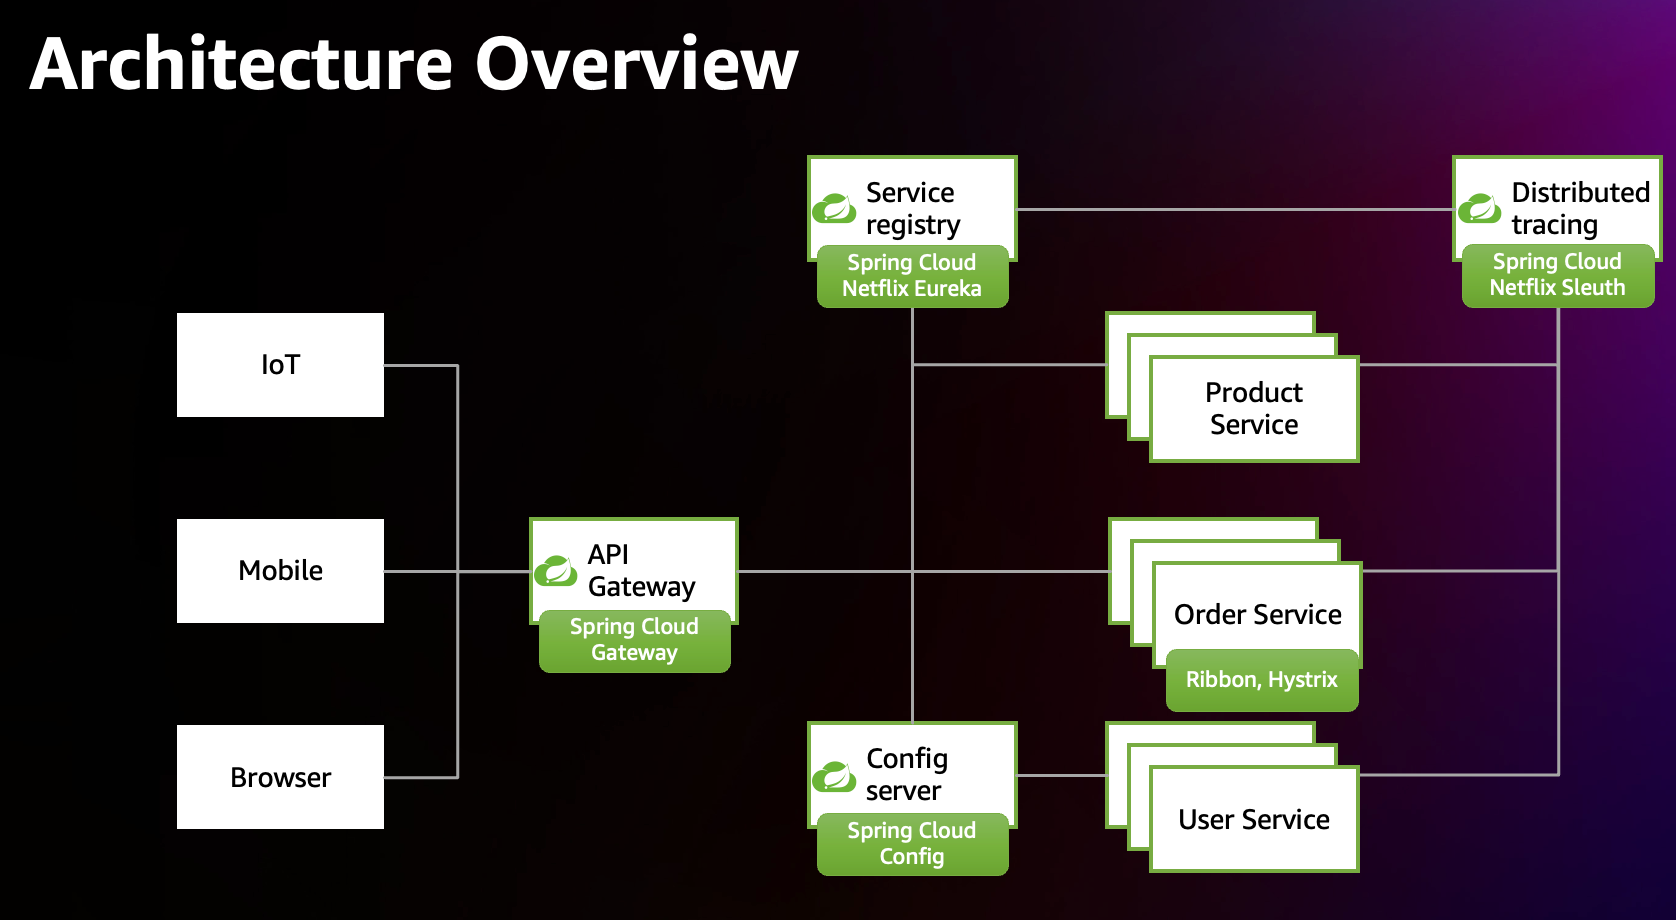 Architecture Overview
Service
registry
Spring Cloud
Netflix Eureka
Distributed
tracing
Spring Cloud
Netflix Sleuth
IoT
Product
Service
Mobile
API
Gateway
Spring Cloud
Gateway
Order Service
Ribbon, Hystrix
Browser
Config
server
Spring Cloud
Config
User Service